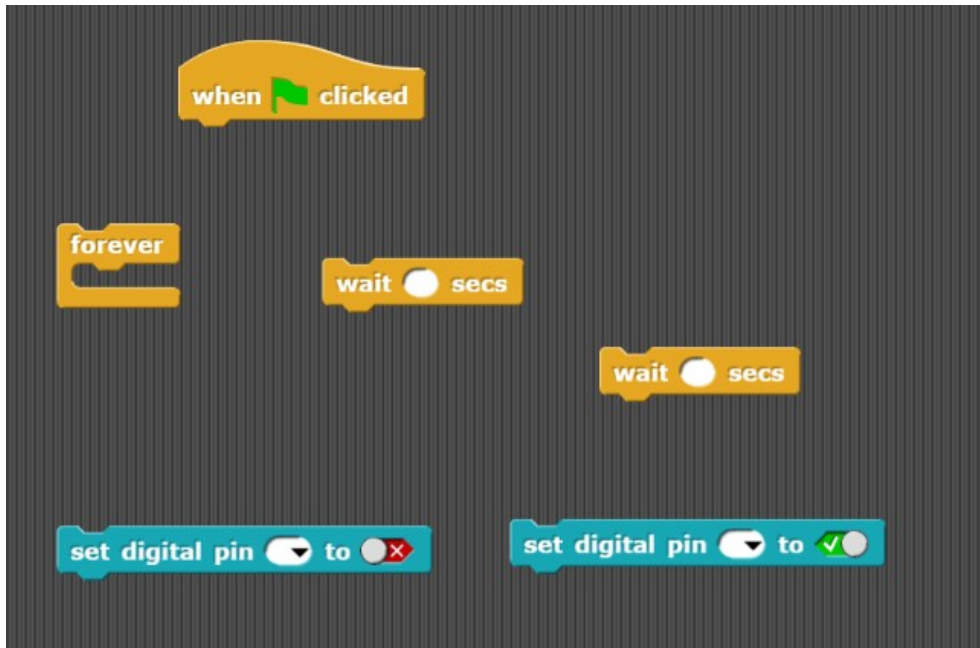 when clicked
forever
wait secs
wait secs
set digital pin to
set digital pin to